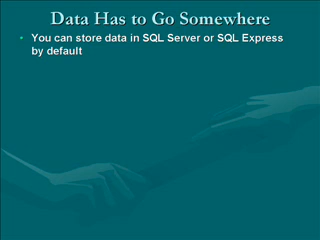 Data Has to Go Somewhere
• You can store data in SQL Server or SQL Express
by default